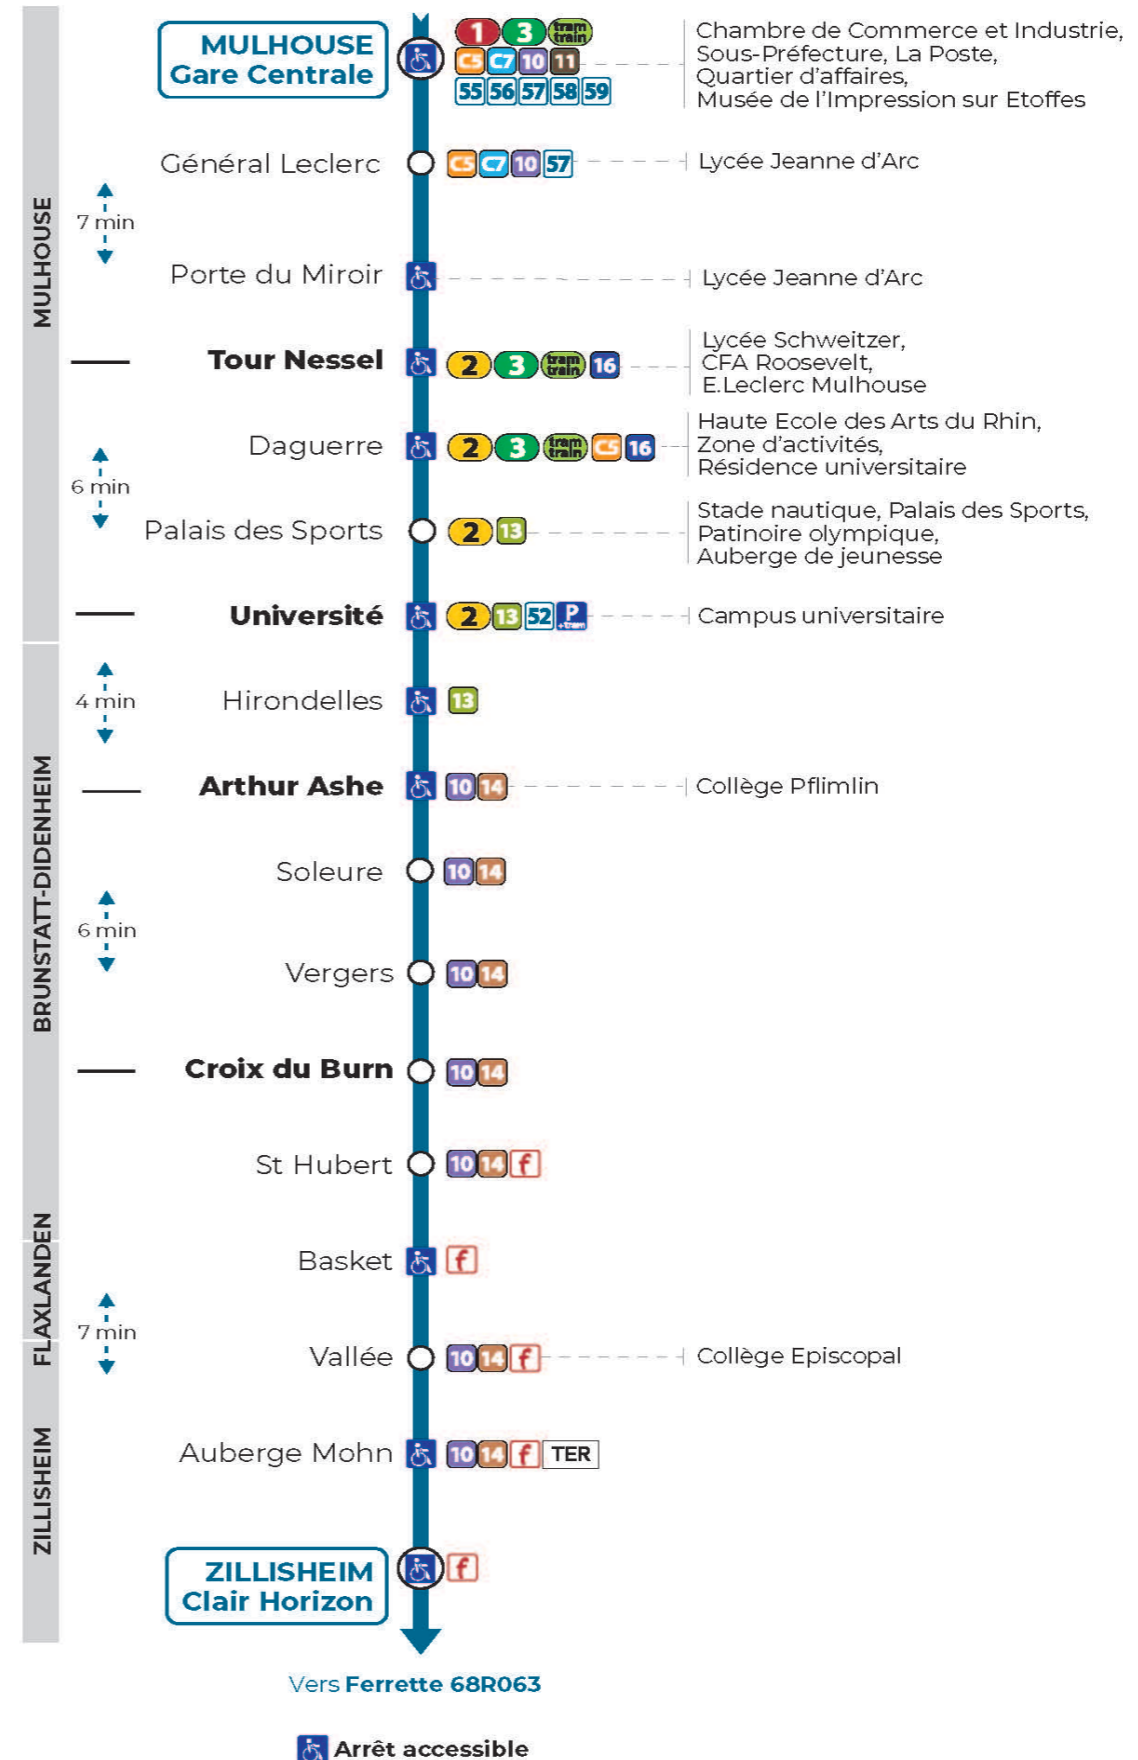 MULHOUSE
Gare Centrale
1 3 tram train
C5 C7 10 11
55 56 57 58 59
Chambre de Commerce et Industrie,
Sous-Préfecture, La Poste,
Quartier d'affaires,
Musée de l'Impression sur Etoffes
MULHOUSE
Général Leclerc
C5 C7 10 57
Lycée Jeanne d'Arc
7 min
Porte du Miroir
Lycée Jeanne d'Arc
Tour Nessel
2 3 tram train 16
Lycée Schweitzer,
CFA Roosevelt,
E.Leclerc Mulhouse
Daguerre
2 3 tram train C5 16
Haute Ecole des Arts du Rhin,
Zone d'activités,
Résidence universitaire
6 min
Palais des Sports
2 13
Stade nautique, Palais des Sports,
Patinoire olympique,
Auberge de jeunesse
Université
2 13 52 P +tram
Campus universitaire
BRUNSTATT-DIDENHEIM
4 min
Hirondelles
13
Arthur Ashe
10 14
Collège Pflimlin
Soleure
10 14
6 min
Vergers
10 14
Croix du Burn
10 14
St Hubert
10 14 f
FLAXLANDEN
Basket
f
7 min
Vallée
10 14 f
Collège Episcopal
ZILLISHEIM
Auberge Mohn
10 14 f TER
ZILLISHEIM
Clair Horizon
f
Vers Ferrette 68R063
Arrêt accessible